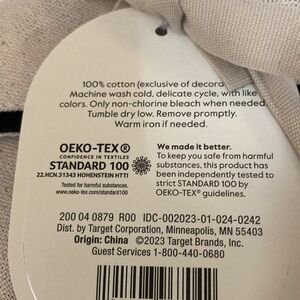 100% cotton (exclusive of decora
Machine wash cold, delicate cycle, with like
colors. Only non-chlorine bleach when needed.
Tumble dry low. Remove promptly.
Warm iron if needed.
OEKO-TEX®
CONFIDENCE IN TEXTILES
STANDARD 100
22.HCN.31343 HOHENSTEIN HTTI
Tested for harmful substances.
www.oeko-tex.com/standard100
We made it better.
To keep you safe from harmful
substances, this product has
been independently tested to
strict STANDARD 100 by
OEKO-TEX® guidelines.
200 04 0879 R00 IDC-002023-01-024-0242
Dist. by Target Corporation, Minneapolis, MN 55403
Origin: China ©2023 Target Brands, Inc.
Guest Services 1-800-440-0680